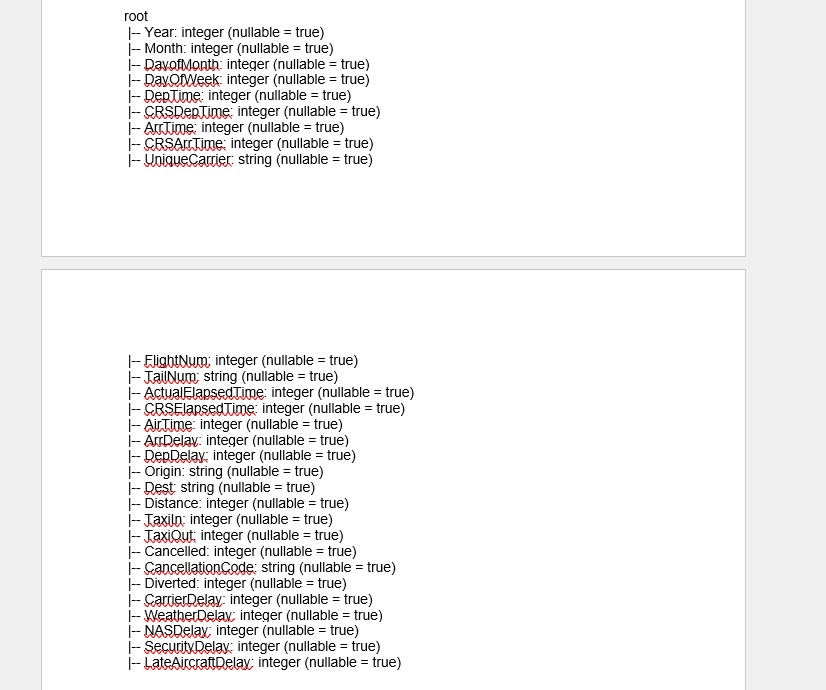 root
|-- Year: integer (nullable = true)
|-- Month: integer (nullable = true)
|-- DayofMonth: integer (nullable = true)
|-- DayOfWeek: integer (nullable = true)
|-- DepTime: integer (nullable = true)
|-- CRSDepTime: integer (nullable = true)
|-- ArrTime: integer (nullable = true)
|-- CRSArrTime: integer (nullable = true)
|-- UniqueCarrier: string (nullable = true)
|-- FlightNum: integer (nullable = true)
|-- TailNum: string (nullable = true)
|-- ActualElapsedTime: integer (nullable = true)
|-- CRSElapsedTime: integer (nullable = true)
|-- AirTime: integer (nullable = true)
|-- ArrDelay: integer (nullable = true)
|-- DepDelay: integer (nullable = true)
|-- Origin: string (nullable = true)
|-- Dest: string (nullable = true)
|-- Distance: integer (nullable = true)
|-- TaxiIn: integer (nullable = true)
|-- TaxiOut: integer (nullable = true)
|-- Cancelled: integer (nullable = true)
|-- CancellationCode: string (nullable = true)
|-- Diverted: integer (nullable = true)
|-- CarrierDelay: integer (nullable = true)
|-- WeatherDelay: integer (nullable = true)
|-- NASDelay: integer (nullable = true)
|-- SecurityDelay: integer (nullable = true)
|-- LateAircraftDelay: integer (nullable = true)